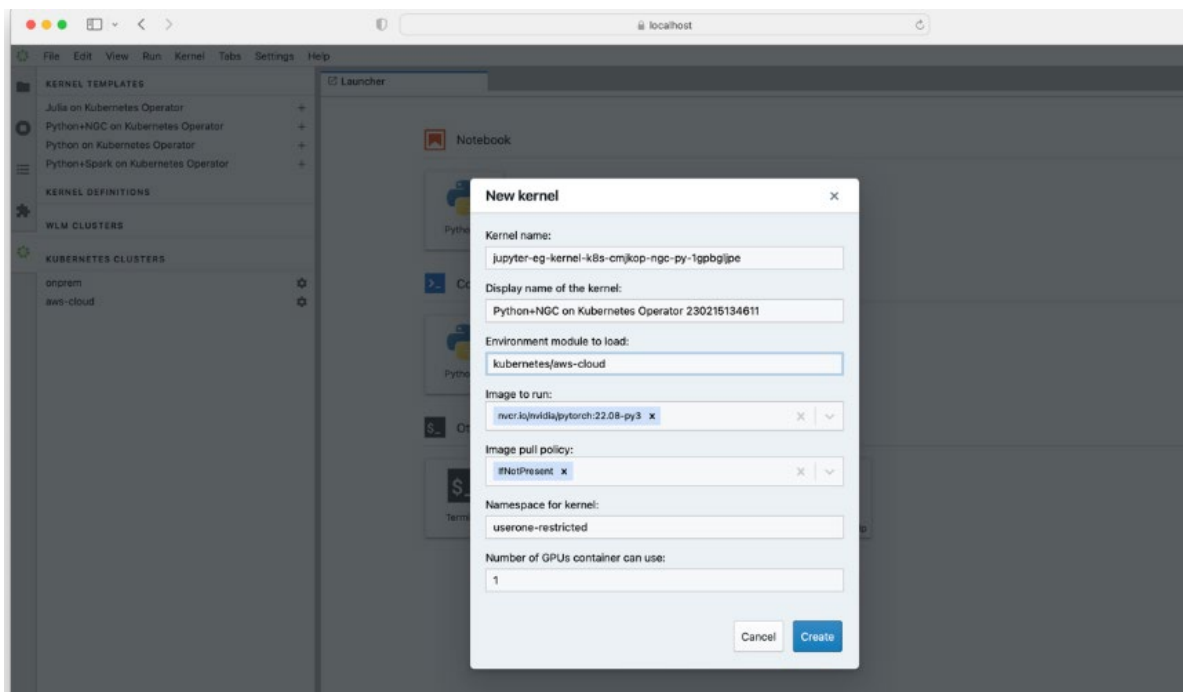 localhost
File Edit View Run Kernel Tabs Settings Help
KERNEL TEMPLATES
Launcher
Julia on Kubernetes Operator
Python+NGC on Kubernetes Operator
Python on Kubernetes Operator
Python+Spark on Kubernetes Operator
KERNEL DEFINITIONS
WLM CLUSTERS
KUBERNETES CLUSTERS
onprem
aws-cloud
Notebook
New kernel
Kernel name:
jupyter-eg-kernel-k8s-cmjkop-ngc-py-1gpbgljpe
Display name of the kernel:
Python+NGC on Kubernetes Operator 230215134611
Environment module to load:
kubernetes/aws-cloud
Image to run:
nvcr.io/nvidia/pytorch:22.08-py3
Image pull policy:
IfNotPresent
Namespace for kernel:
userone-restricted
Number of GPUs container can use:
1
Cancel Create